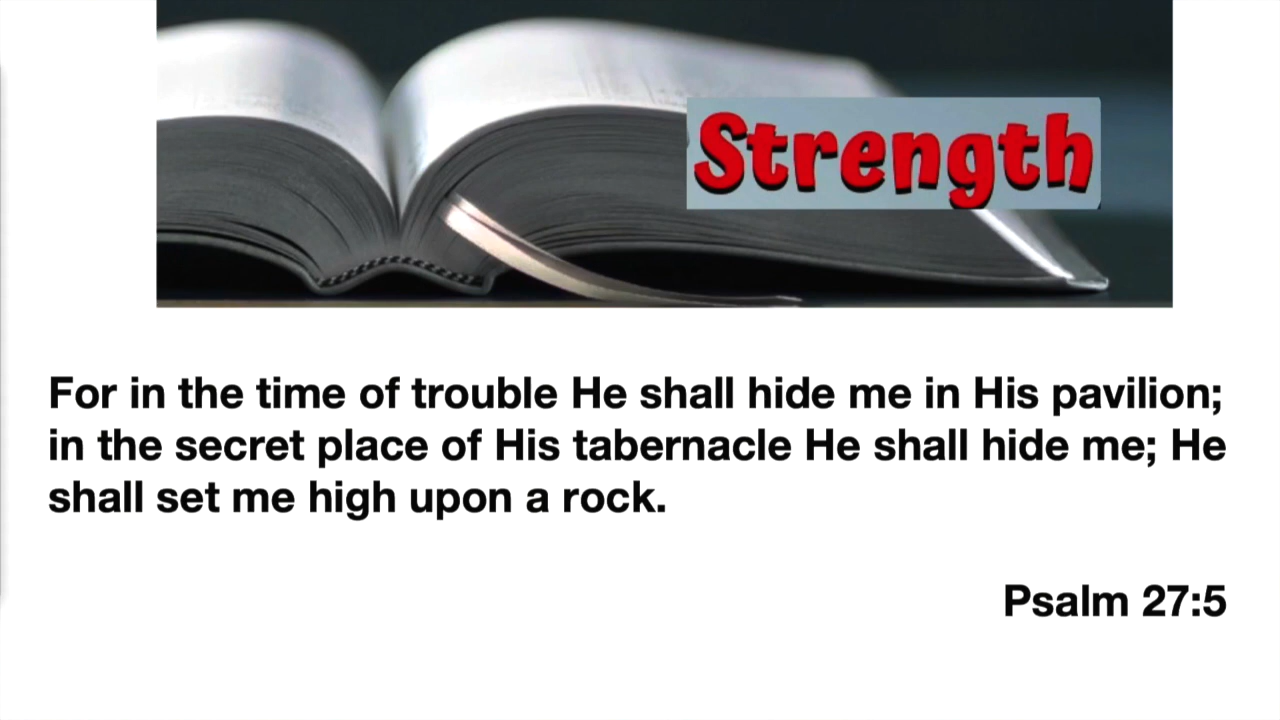 Strength
For in the time of trouble He shall hide me in His pavilion;
in the secret place of His tabernacle He shall hide me; He
shall set me high upon a rock.
Psalm 27:5